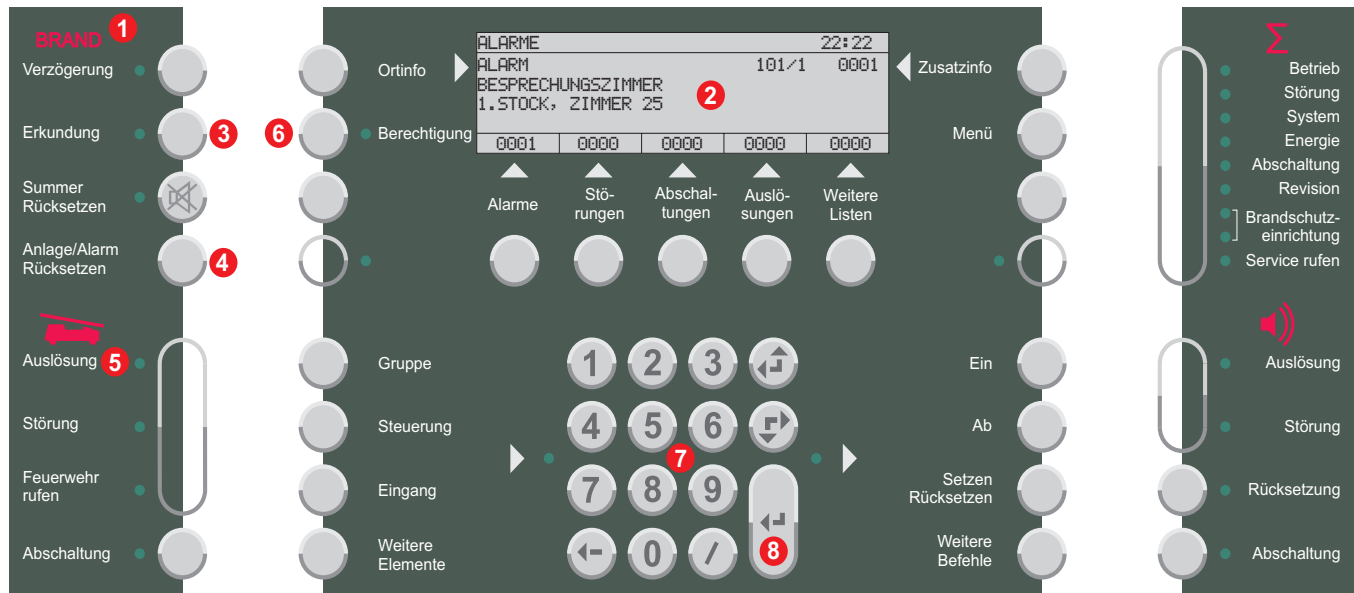 BRAND 1
Verzögerung
Erkundung 3
Summer
Rücksetzen
Anlage/Alarm
Rücksetzen 4
Auslösung 5
Störung
Feuerwehr
rufen
Abschaltung
Ortinfo
6 Berechtigung
ALARME 22:22
ALARM 101/1 0001
BESPRECHUNGSZIMMER
1.STOCK, ZIMMER 25
2
0001 0000 0000 0000 0000
Alarme
Stö-
rungen
Abschal-
tungen
Auslö-
sungen
Weitere
Listen
Zusatzinfo
Menü
Gruppe
Steuerung
Eingang
Weitere
Elemente
1 2 3
4 5 6
7
7 8 9
0 /
8
Ein
Ab
Setzen
Rücksetzen
Weitere
Befehle
Σ
Betrieb
Störung
System
Energie
Abschaltung
Revision
Brandschutz-
einrichtung
Service rufen
Auslösung
Störung
Rücksetzung
Abschaltung